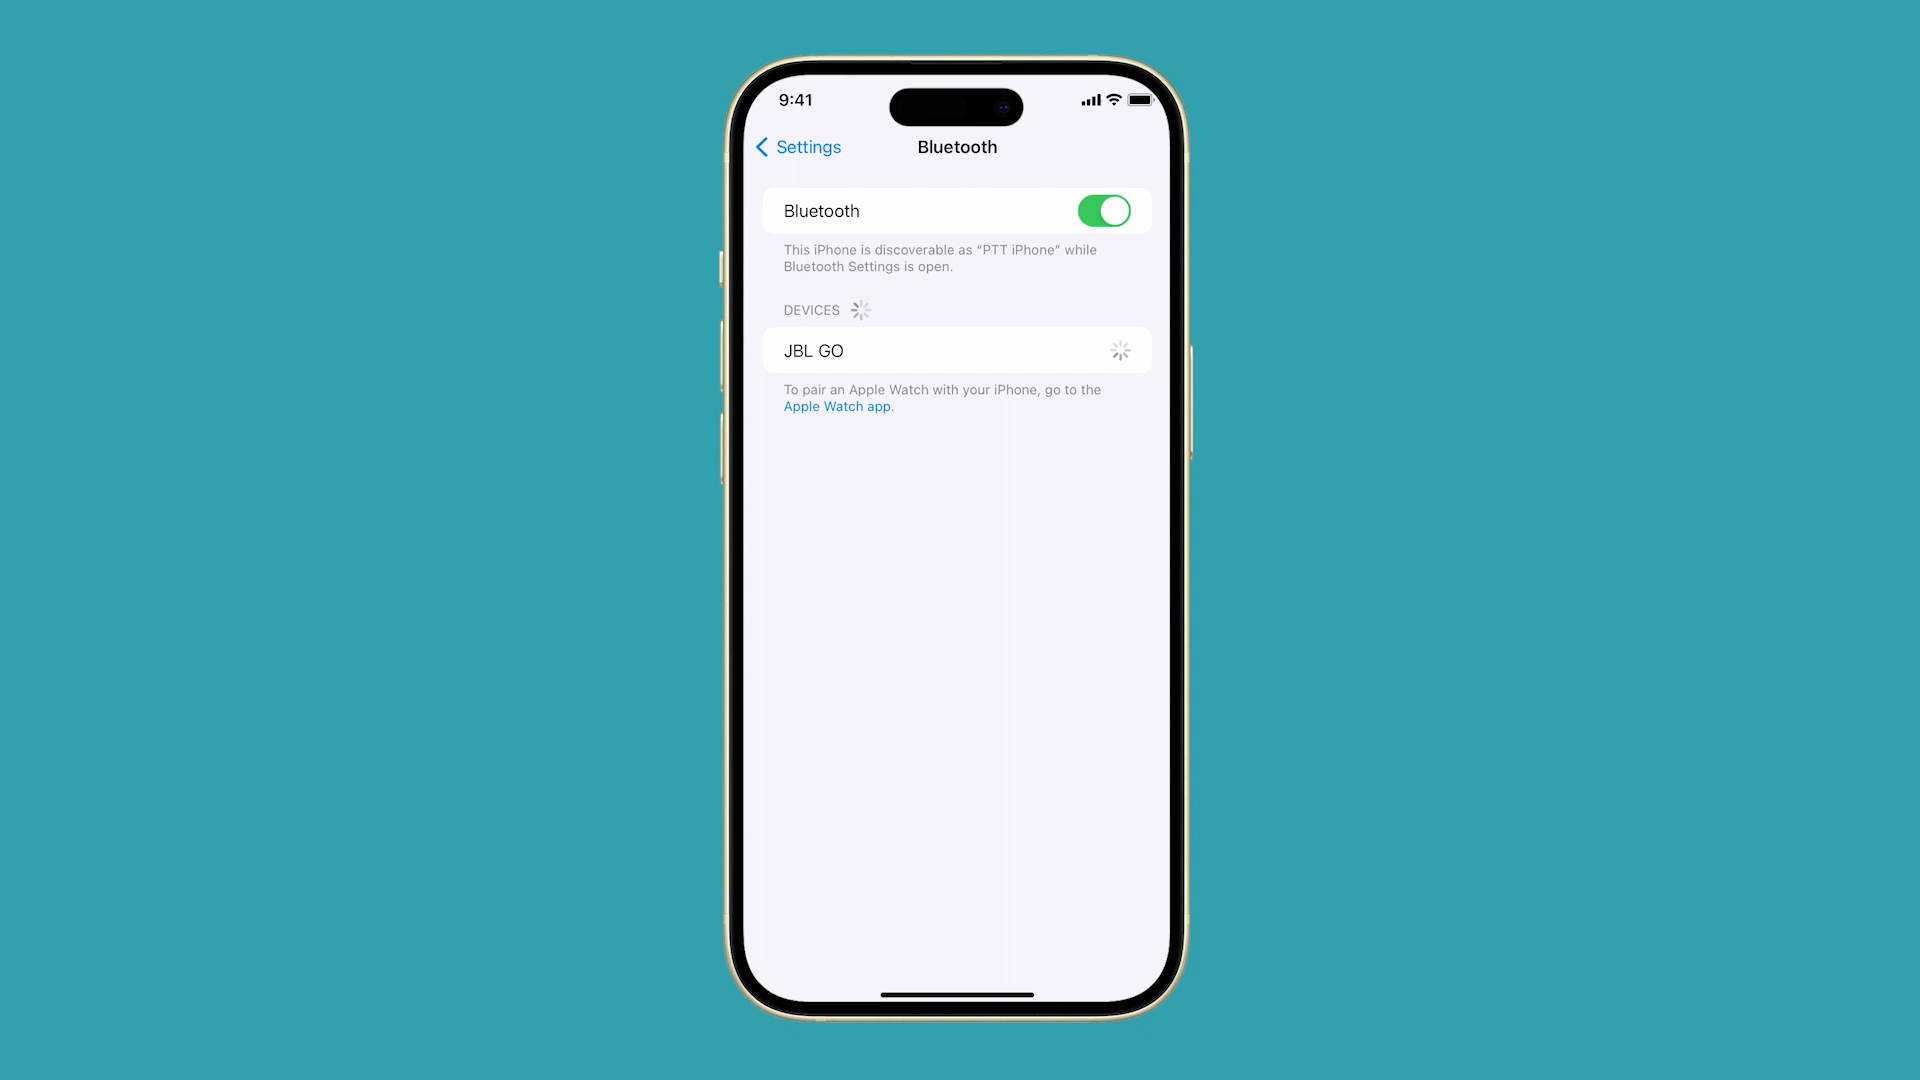 9:41
Settings
Bluetooth
Bluetooth
This iPhone is discoverable as “PTT iPhone” while
Bluetooth Settings is open.
DEVICES
JBL GO
To pair an Apple Watch with your iPhone, go to the
Apple Watch app.